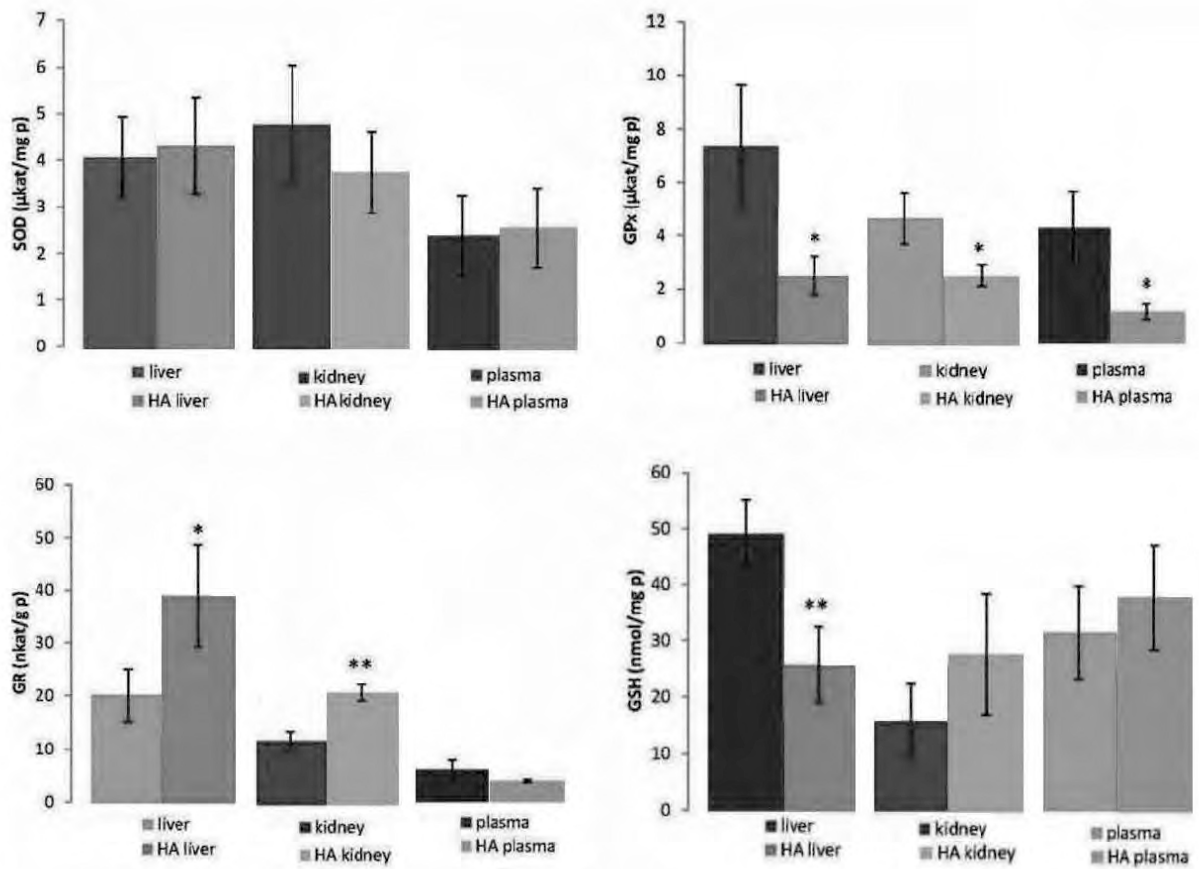 SOD (µkat/mg p)
7
6
5
4
3
2
1
0
liver
HA liver
kidney
HA kidney
plasma
HA plasma
GPx (µkat/mg p)
12
10
8
6
4
2
0
*
*
*
liver
HA liver
kidney
HA kidney
plasma
HA plasma
GR (nkat/g p)
60
50
40
30
20
10
0
*
**
liver
HA liver
kidney
HA kidney
plasma
HA plasma
GSH (nmol/mg p)
60
50
40
30
20
10
0
**
liver
HA liver
kidney
HA kidney
plasma
HA plasma